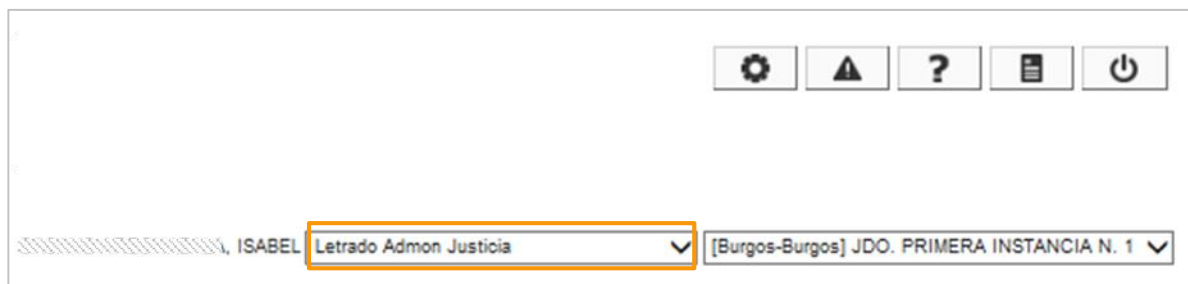 ?
, ISABEL Letrado Admon Justicia [Burgos-Burgos] JDO. PRIMERA INSTANCIA N. 1